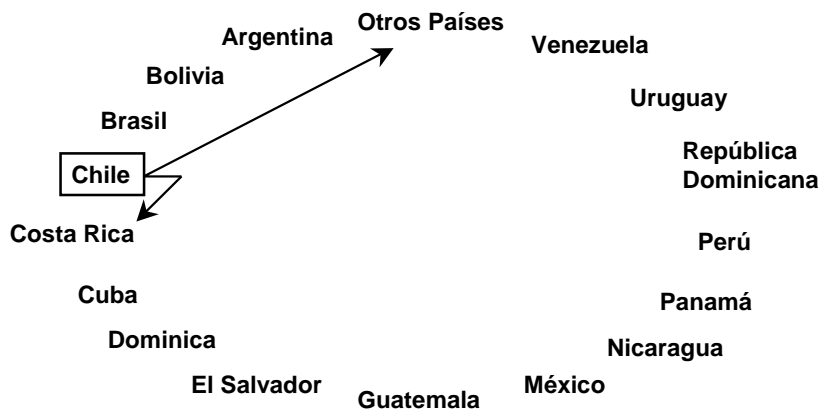 Otros Países
Argentina
Venezuela
Bolivia
Uruguay
Brasil
República
Dominicana
Chile
Costa Rica
Perú
Cuba
Panamá
Dominica
Nicaragua
El Salvador
México
Guatemala